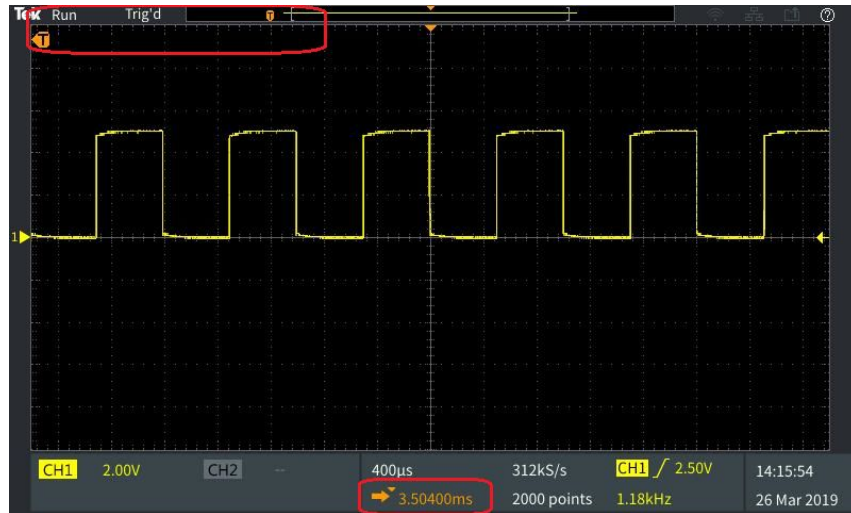 Tek Run Trig'd T
T
1
CH1 2.00V CH2 -- 400µs 312kS/s CH1 2.50V 14:15:54
3.50400ms 2000 points 1.18kHz 26 Mar 2019